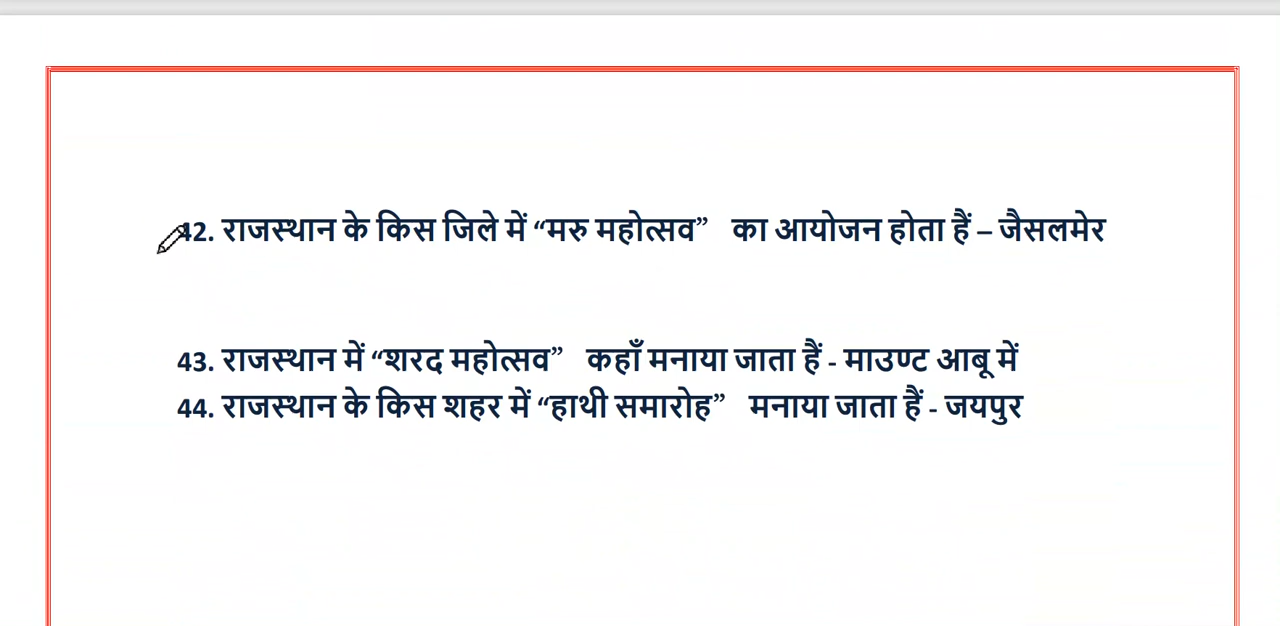 42. राजस्थान के किस जिले में “मरु महोत्सव” का आयोजन होता हैं – जैसलमेर
43. राजस्थान में “शरद महोत्सव” कहाँ मनाया जाता हैं - माउण्ट आबू में
44. राजस्थान के किस शहर में “हाथी समारोह” मनाया जाता हैं - जयपुर